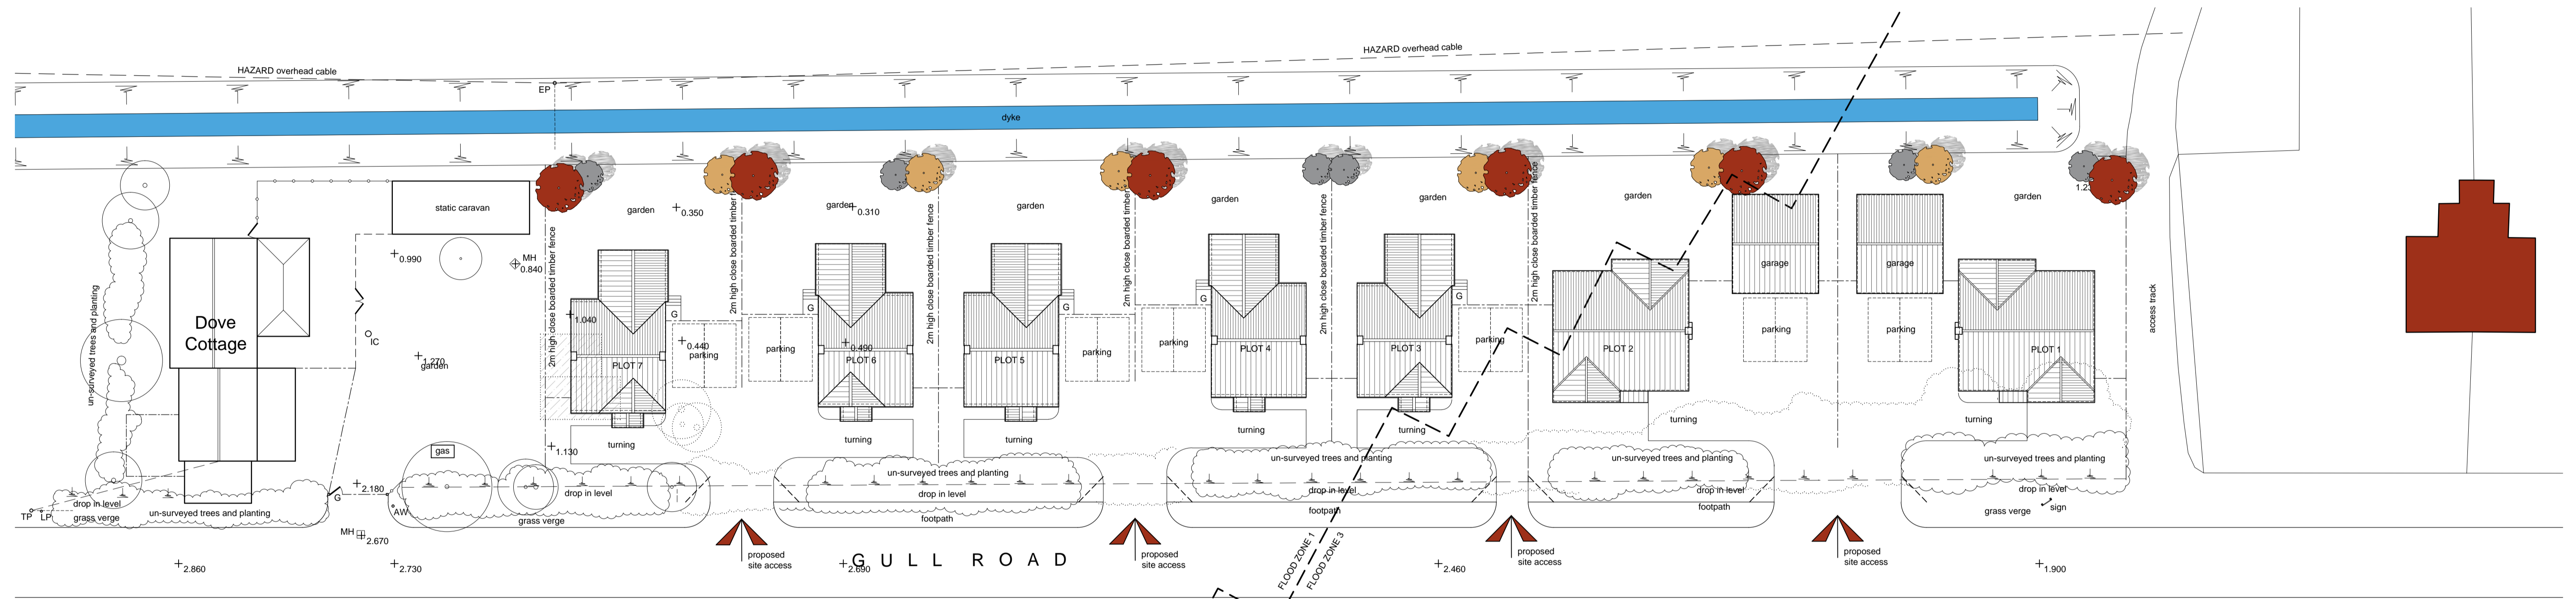 HAZARD overhead cable
HAZARD overhead cable
EP
dyke
static caravan
garden
0.350
garden
0.310
garden
garden
garden
garden
garden
0.990
MH
0.840
un-surveyed trees and planting
Dove
Cottage
IC
1.270
garden
2m high close boarded timber fence
2m high close boarded timber
2m high close boarded timber fence
2m high close boarded timber
2m high close boarded timber fence
2m high close boarded timber fence
access track
1.040
G
0.440
parking
PLOT 7
parking
G
0.490
PLOT 6
PLOT 5
G
parking
parking
G
PLOT 4
PLOT 3
G
parking
PLOT 2
garage
parking
garage
parking
PLOT 1
turning
turning
turning
turning
turning
turning
turning
1.130
gas
2.180
G
AW
TP
LP
drop in level
grass verge
un-surveyed trees and planting
drop in level
grass verge
un-surveyed trees and planting
drop in level
footpath
un-surveyed trees and planting
drop in level
footpath
un-surveyed trees and planting
drop in level
footpath
un-surveyed trees and planting
drop in level
grass verge
sign
MH
2.670
2.860
2.730
proposed
site access
2.690
GULL ROAD
proposed
site access
FLOOD ZONE 1
FLOOD ZONE 3
2.460
proposed
site access
proposed
site access
1.900